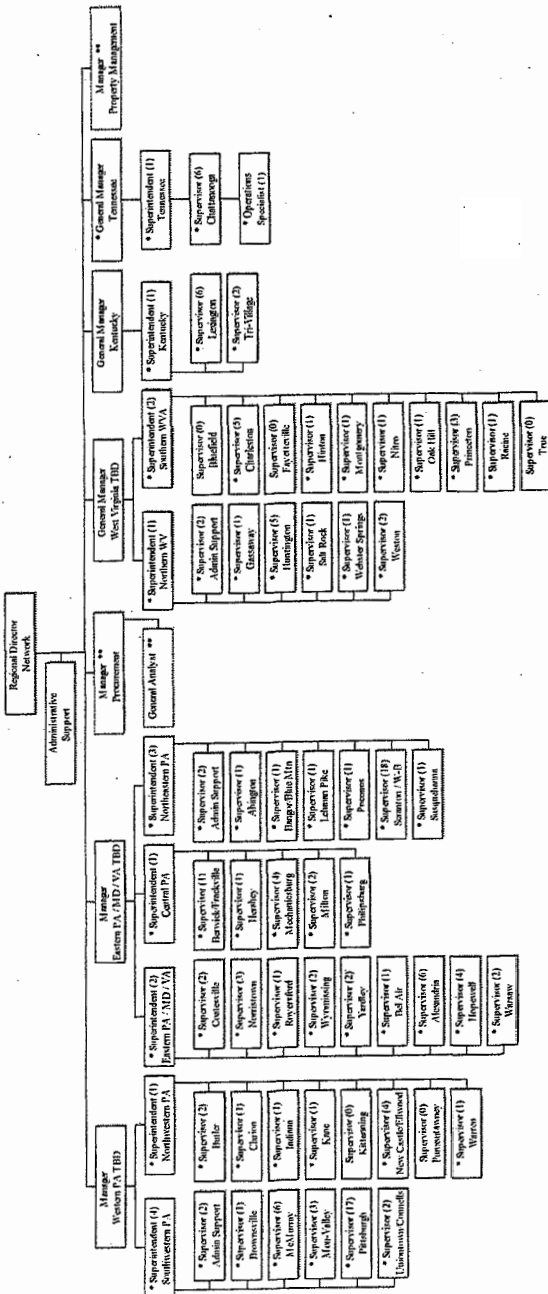 Regional Director
Network
Administrative
Support
Manager
Western PA TBD
* Superintendent (4)
Southwestern PA
* Supervisor (2)
Admin Support
* Supervisor (1)
Brownsville
* Supervisor (6)
McMurray
* Supervisor (3)
Mon-Valley
* Supervisor (17)
Pittsburgh
* Supervisor (2)
Uniontown Connells
* Superintendent (1)
Northwestern PA
* Supervisor (2)
Butler
* Supervisor (1)
Clarion
* Supervisor (1)
Indiana
* Supervisor (1)
Kane
Supervisor (0)
Kittanning
* Supervisor (4)
New Castle/Ellwood
Supervisor (0)
Punxsutawney
* Supervisor (1)
Warren
Manager
Eastern PA / MD / VA TBD
* Superintendent (2)
Eastern PA / MD / VA
* Supervisor (2)
Coatesville
* Supervisor (3)
Norristown
* Supervisor (1)
Royersford
* Supervisor (2)
Wyomissing
* Supervisor (2)
Yardley
* Supervisor (1)
Bel Air
* Supervisor (6)
Alexandria
* Supervisor (4)
Hopewell
* Supervisor (2)
Warsaw
* Superintendent (1)
Central PA
* Supervisor (1)
Berwick/Frackville
* Supervisor (1)
Hershey
* Supervisor (4)
Mechanicsburg
* Supervisor (2)
Milton
* Supervisor (1)
Philipsburg
* Superintendent (3)
Northeastern PA
* Supervisor (2)
Admin Support
* Supervisor (1)
Abington
* Supervisor (1)
Bangor/Blue Mtn
* Supervisor (1)
Lehman Pike
* Supervisor (1)
Poconos
* Supervisor (18)
Scranton / W-B
* Supervisor (1)
Susquehanna
Manager **
Procurement
General Analyst **
General Manager
West Virginia TBD
* Superintendent (1)
Northern WV
* Supervisor (2)
Admin Support
* Supervisor (1)
Gassaway
* Supervisor (5)
Huntington
* Supervisor (1)
Salt Rock
* Supervisor (1)
Webster Springs
* Supervisor (2)
Weston
* Superintendent (2)
Southern WVA
Supervisor (0)
Bluefield
* Supervisor (5)
Charleston
Supervisor (0)
Fayetteville
* Supervisor (1)
Hinton
* Supervisor (1)
Montgomery
* Supervisor (1)
Nitro
* Supervisor (1)
Oak Hill
* Supervisor (3)
Princeton
* Supervisor (1)
Racine
Supervisor (0)
True
General Manager
Kentucky
* Superintendent (1)
Kentucky
* Supervisor (6)
Lexington
* Supervisor (2)
Tri-Village
* General Manager
Tennessee
* Superintendent (1)
Tennessee
* Supervisor (6)
Chattanooga
* Operations
Specialist (1)
Manager **
Property Management